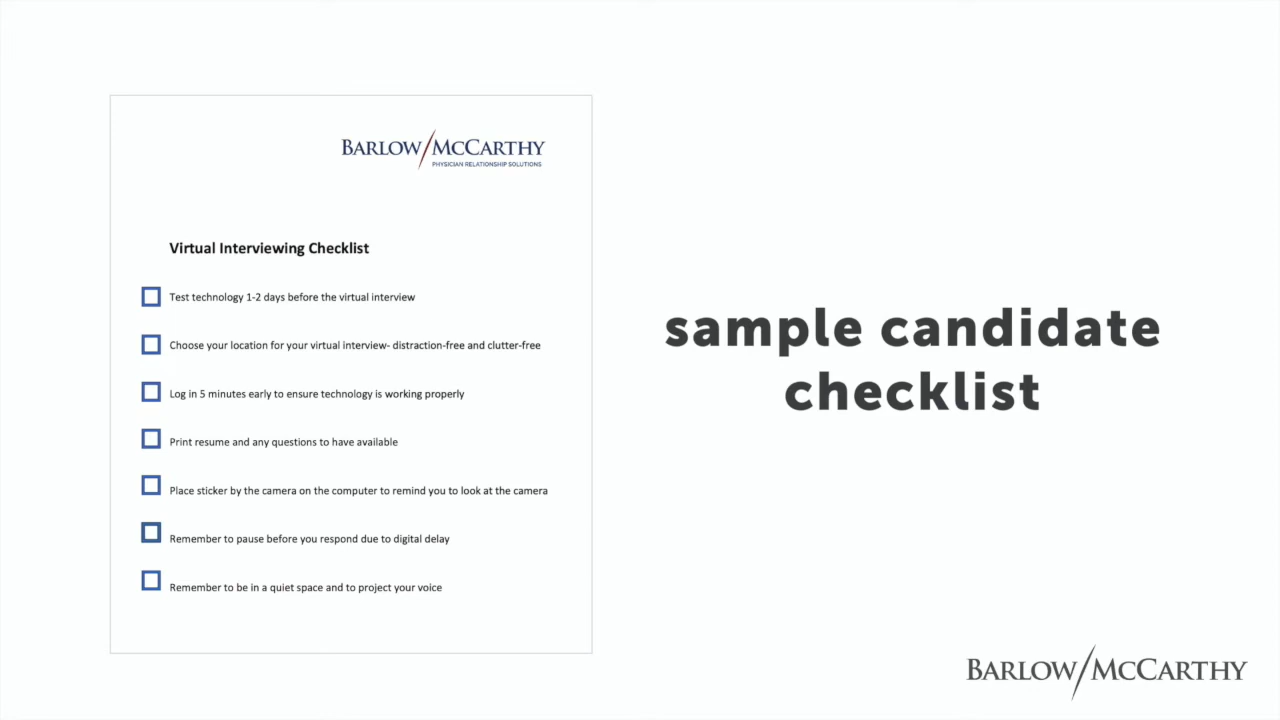 BARLOW/MCCARTHY
PHYSICIAN RELATIONSHIP SOLUTIONS
Virtual Interviewing Checklist
Test technology 1-2 days before the virtual interview
Choose your location for your virtual interview- distraction-free and clutter-free
Log in 5 minutes early to ensure technology is working properly
Print resume and any questions to have available
Place sticker by the camera on the computer to remind you to look at the camera
Remember to pause before you respond due to digital delay
Remember to be in a quiet space and to project your voice
sample candidate
checklist
BARLOW/MCCARTHY